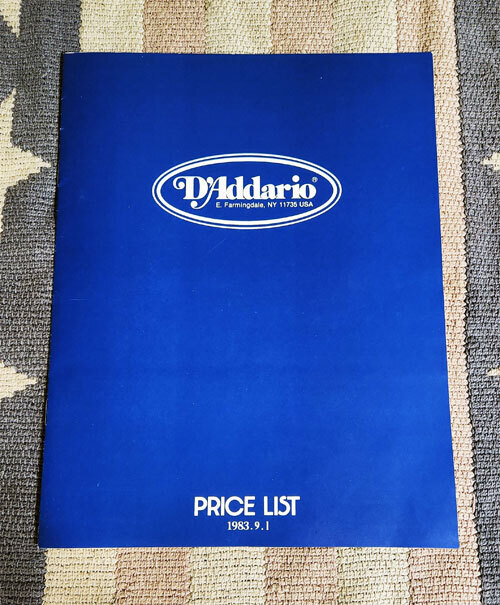 D'Addario®
E. Farmingdale, NY 11735 USA
PRICE LIST
1983.9.1